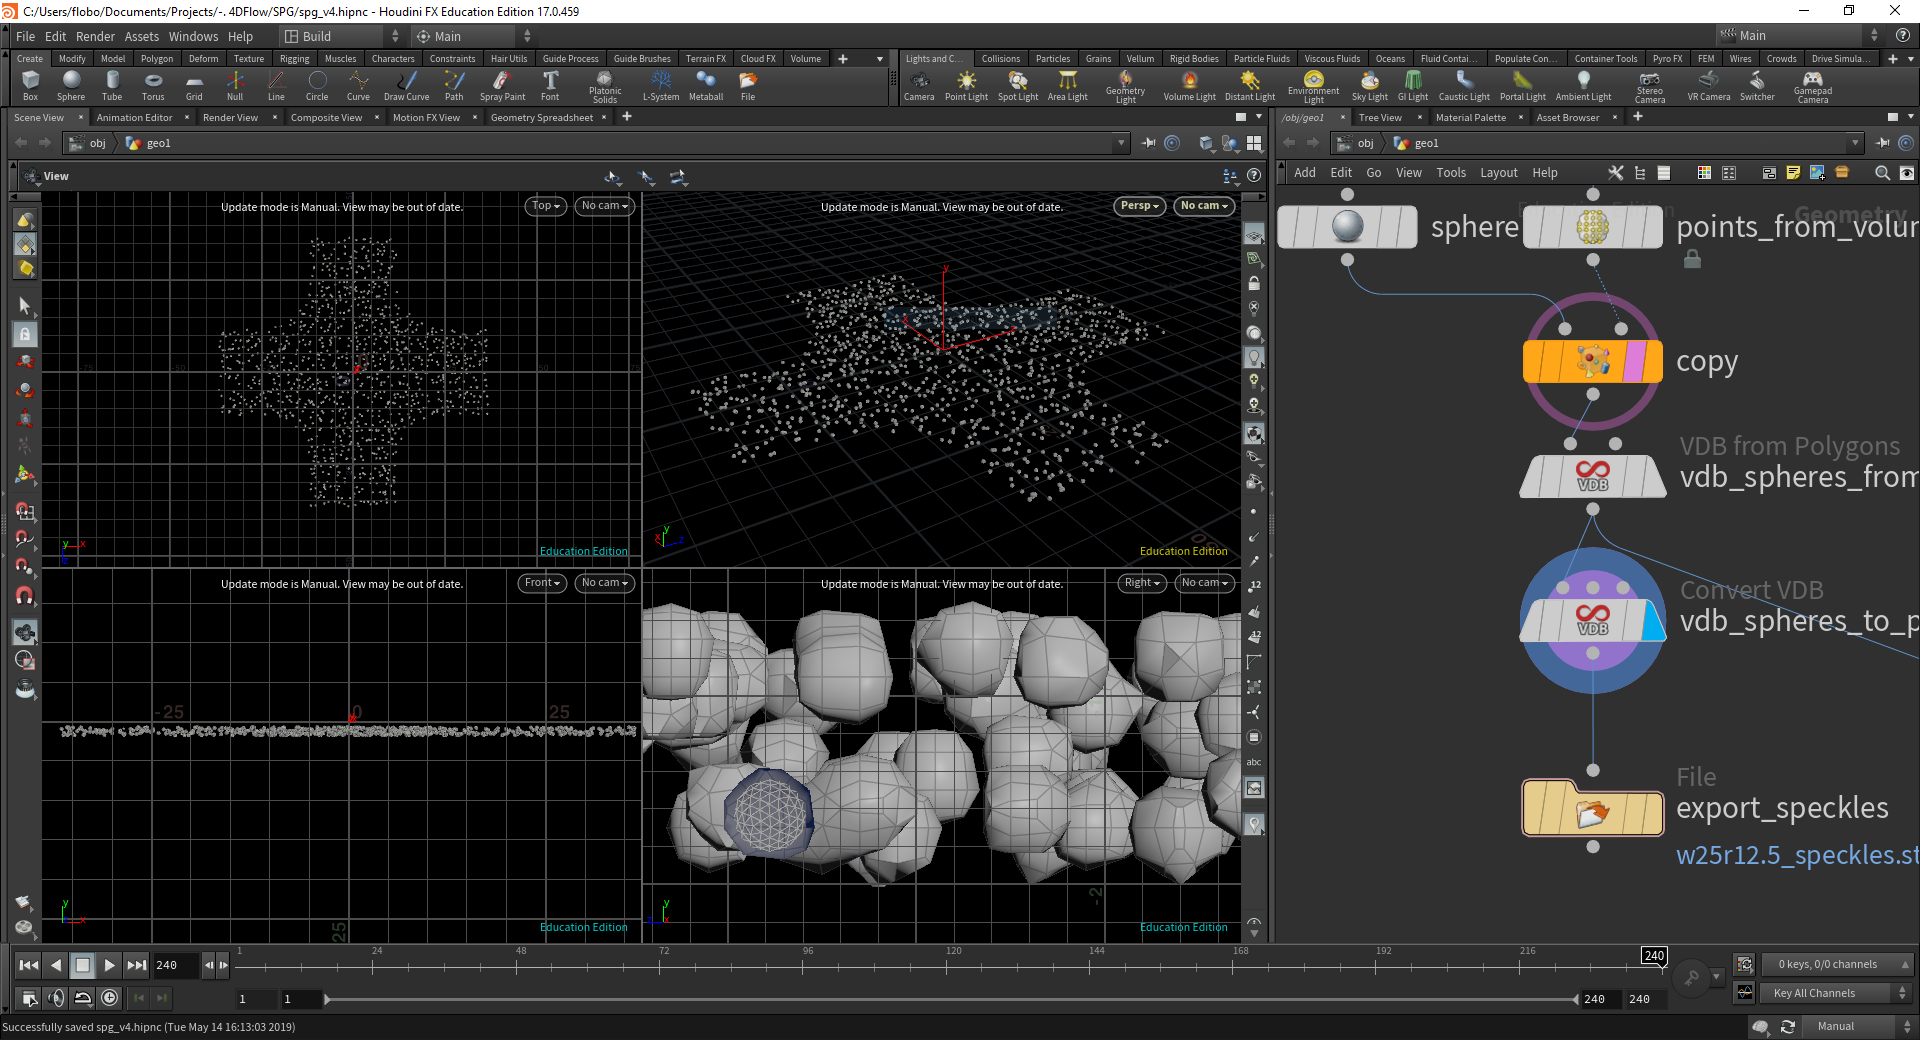 C:/Users/flobo/Documents/Projects/-. 4DFlow/SPG/spg_v4.hipnc - Houdini FX Education Edition 17.0.459
File Edit Render Assets Windows Help Build Main Main
Create Modify Model Polygon Deform Texture Rigging Muscles Characters Constraints Hair Utils Guide Process Guide Brushes Terrain FX Cloud FX Volume
Lights and C... Collisions Particles Grains Vellum Rigid Bodies Particle Fluids Viscous Fluids Oceans Fluid Contai... Populate Con... Container Tools Pyro FX FEM Wires Crowds Drive Simula...
Box Sphere Tube Torus Grid Null Line Circle Curve Draw Curve Path Spray Paint Font Platonic Solids L-System Metaball File
Camera Point Light Spot Light Area Light Geometry Light Volume Light Distant Light Environment Light Sky Light GI Light Caustic Light Portal Light Ambient Light Stereo Camera VR Camera Switcher Gamepad Camera
Scene View Animation Editor Render View Composite View Motion FX View Geometry Spreadsheet
/obj/geo1 Tree View Material Palette Asset Browser
obj geo1
obj geo1
View
Add Edit Go View Tools Layout Help
Update mode is Manual. View may be out of date. Top No cam
Update mode is Manual. View may be out of date. Persp No cam
Education Edition
Education Edition
Update mode is Manual. View may be out of date. Front No cam
Update mode is Manual. View may be out of date. Right No cam
-25 0 25
25
-2
Education Edition
Education Edition
Geometry
sphere
points_from_volum
copy
VDB from Polygons
vdb_spheres_from
Convert VDB
vdb_spheres_to_p
File
export_speckles
w25r12.5_speckles.st
12
12
abc
240
1 24 48 72 96 120 144 168 192 216 240
0 keys, 0/0 channels
1 1 240 240
Key All Channels
Successfully saved spg_v4.hipnc (Tue May 14 16:13:03 2019)
Manual